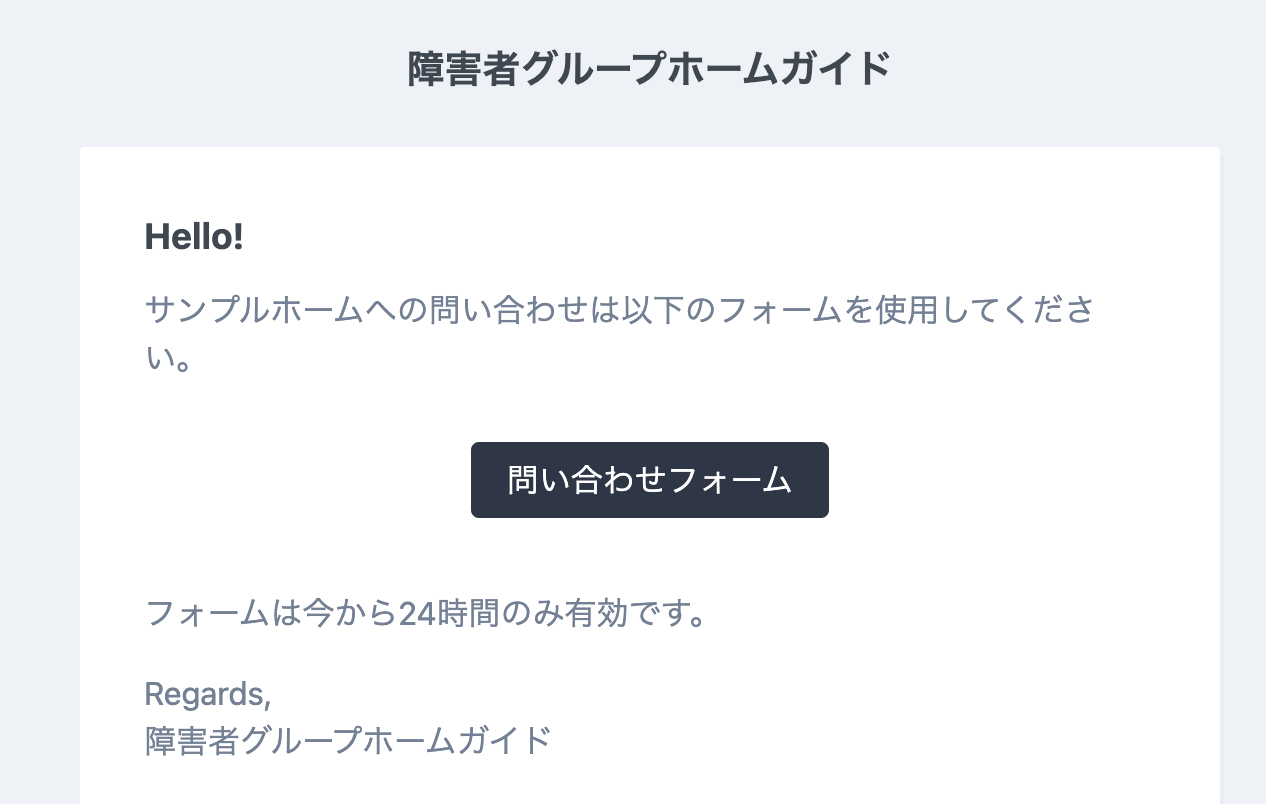 障害者グループホームガイド
Hello!
サンプルホームへの問い合わせは以下のフォームを使用してくださ
い。
問い合わせフォーム
フォームは今から24時間のみ有効です。
Regards,
障害者グループホームガイド